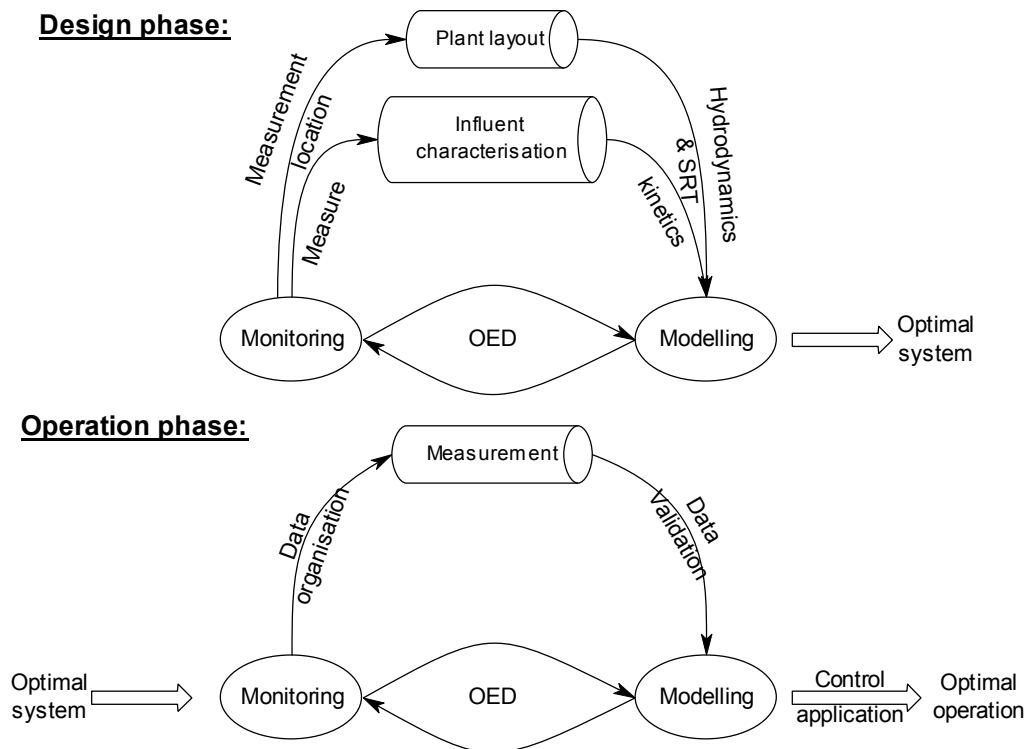 Design phase:
Plant layout
Measurement
location
Influent
characterisation
Measure
Hydrodynamics
& SRT
kinetics
Monitoring
OED
Modelling
Optimal
system
Operation phase:
Measurement
Data
organisation
Data
Validation
Optimal
system
Monitoring
OED
Modelling
Control
application
Optimal
operation